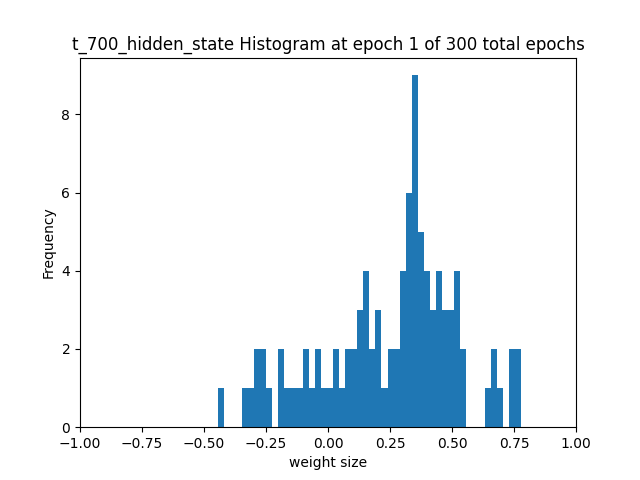 t_700_hidden_state Histogram at epoch 1 of 300 total epochs
Frequency
8
6
4
2
0
−1.00 −0.75 −0.50 −0.25 0.00 0.25 0.50 0.75 1.00
weight size